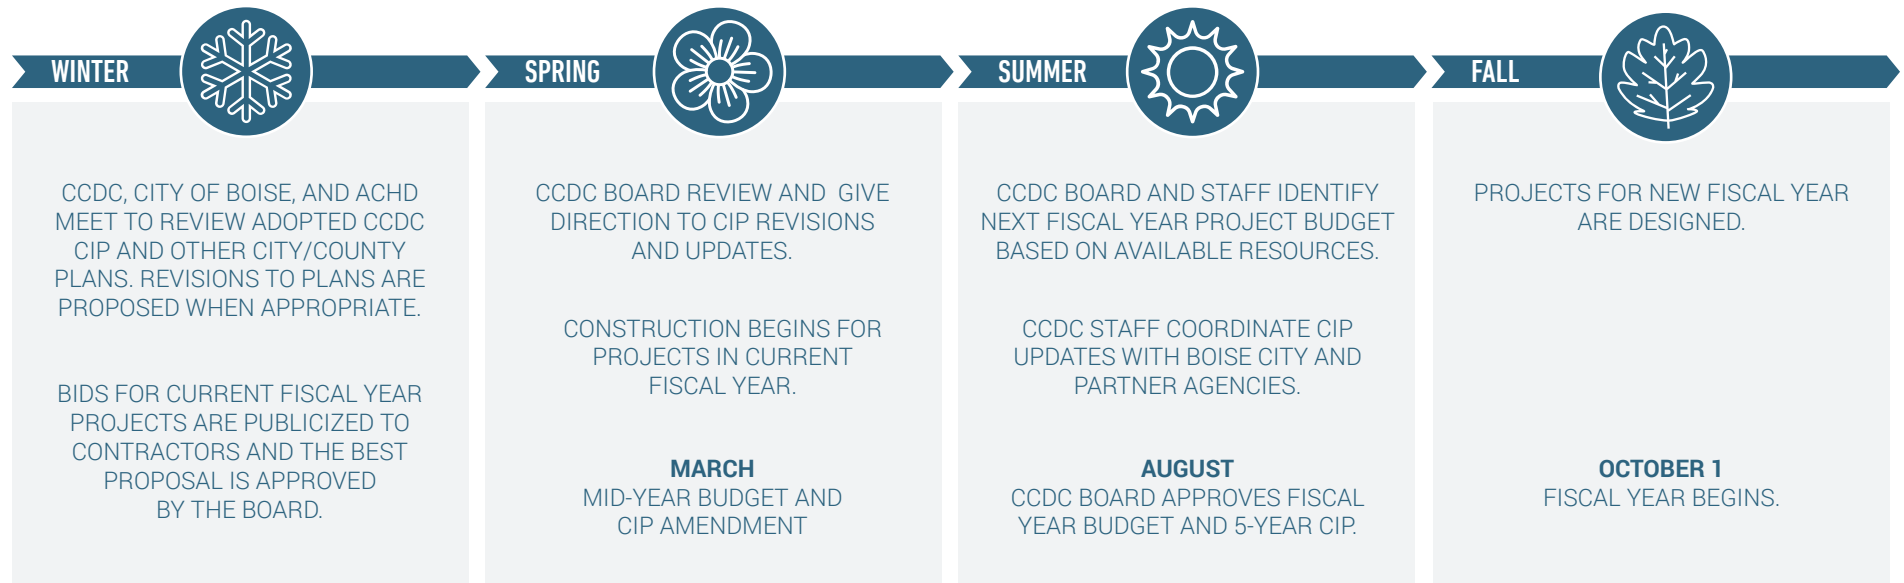 WINTER
CCDC, CITY OF BOISE, AND ACHD
MEET TO REVIEW ADOPTED CCDC
CIP AND OTHER CITY/COUNTY
PLANS. REVISIONS TO PLANS ARE
PROPOSED WHEN APPROPRIATE.
BIDS FOR CURRENT FISCAL YEAR
PROJECTS ARE PUBLICIZED TO
CONTRACTORS AND THE BEST
PROPOSAL IS APPROVED
BY THE BOARD.
SPRING
CCDC BOARD REVIEW AND GIVE
DIRECTION TO CIP REVISIONS
AND UPDATES.
CONSTRUCTION BEGINS FOR
PROJECTS IN CURRENT
FISCAL YEAR.
MARCH
MID-YEAR BUDGET AND
CIP AMENDMENT
SUMMER
CCDC BOARD AND STAFF IDENTIFY
NEXT FISCAL YEAR PROJECT BUDGET
BASED ON AVAILABLE RESOURCES.
CCDC STAFF COORDINATE CIP
UPDATES WITH BOISE CITY AND
PARTNER AGENCIES.
AUGUST
CCDC BOARD APPROVES FISCAL
YEAR BUDGET AND 5-YEAR CIP.
FALL
PROJECTS FOR NEW FISCAL YEAR
ARE DESIGNED.
OCTOBER 1
FISCAL YEAR BEGINS.